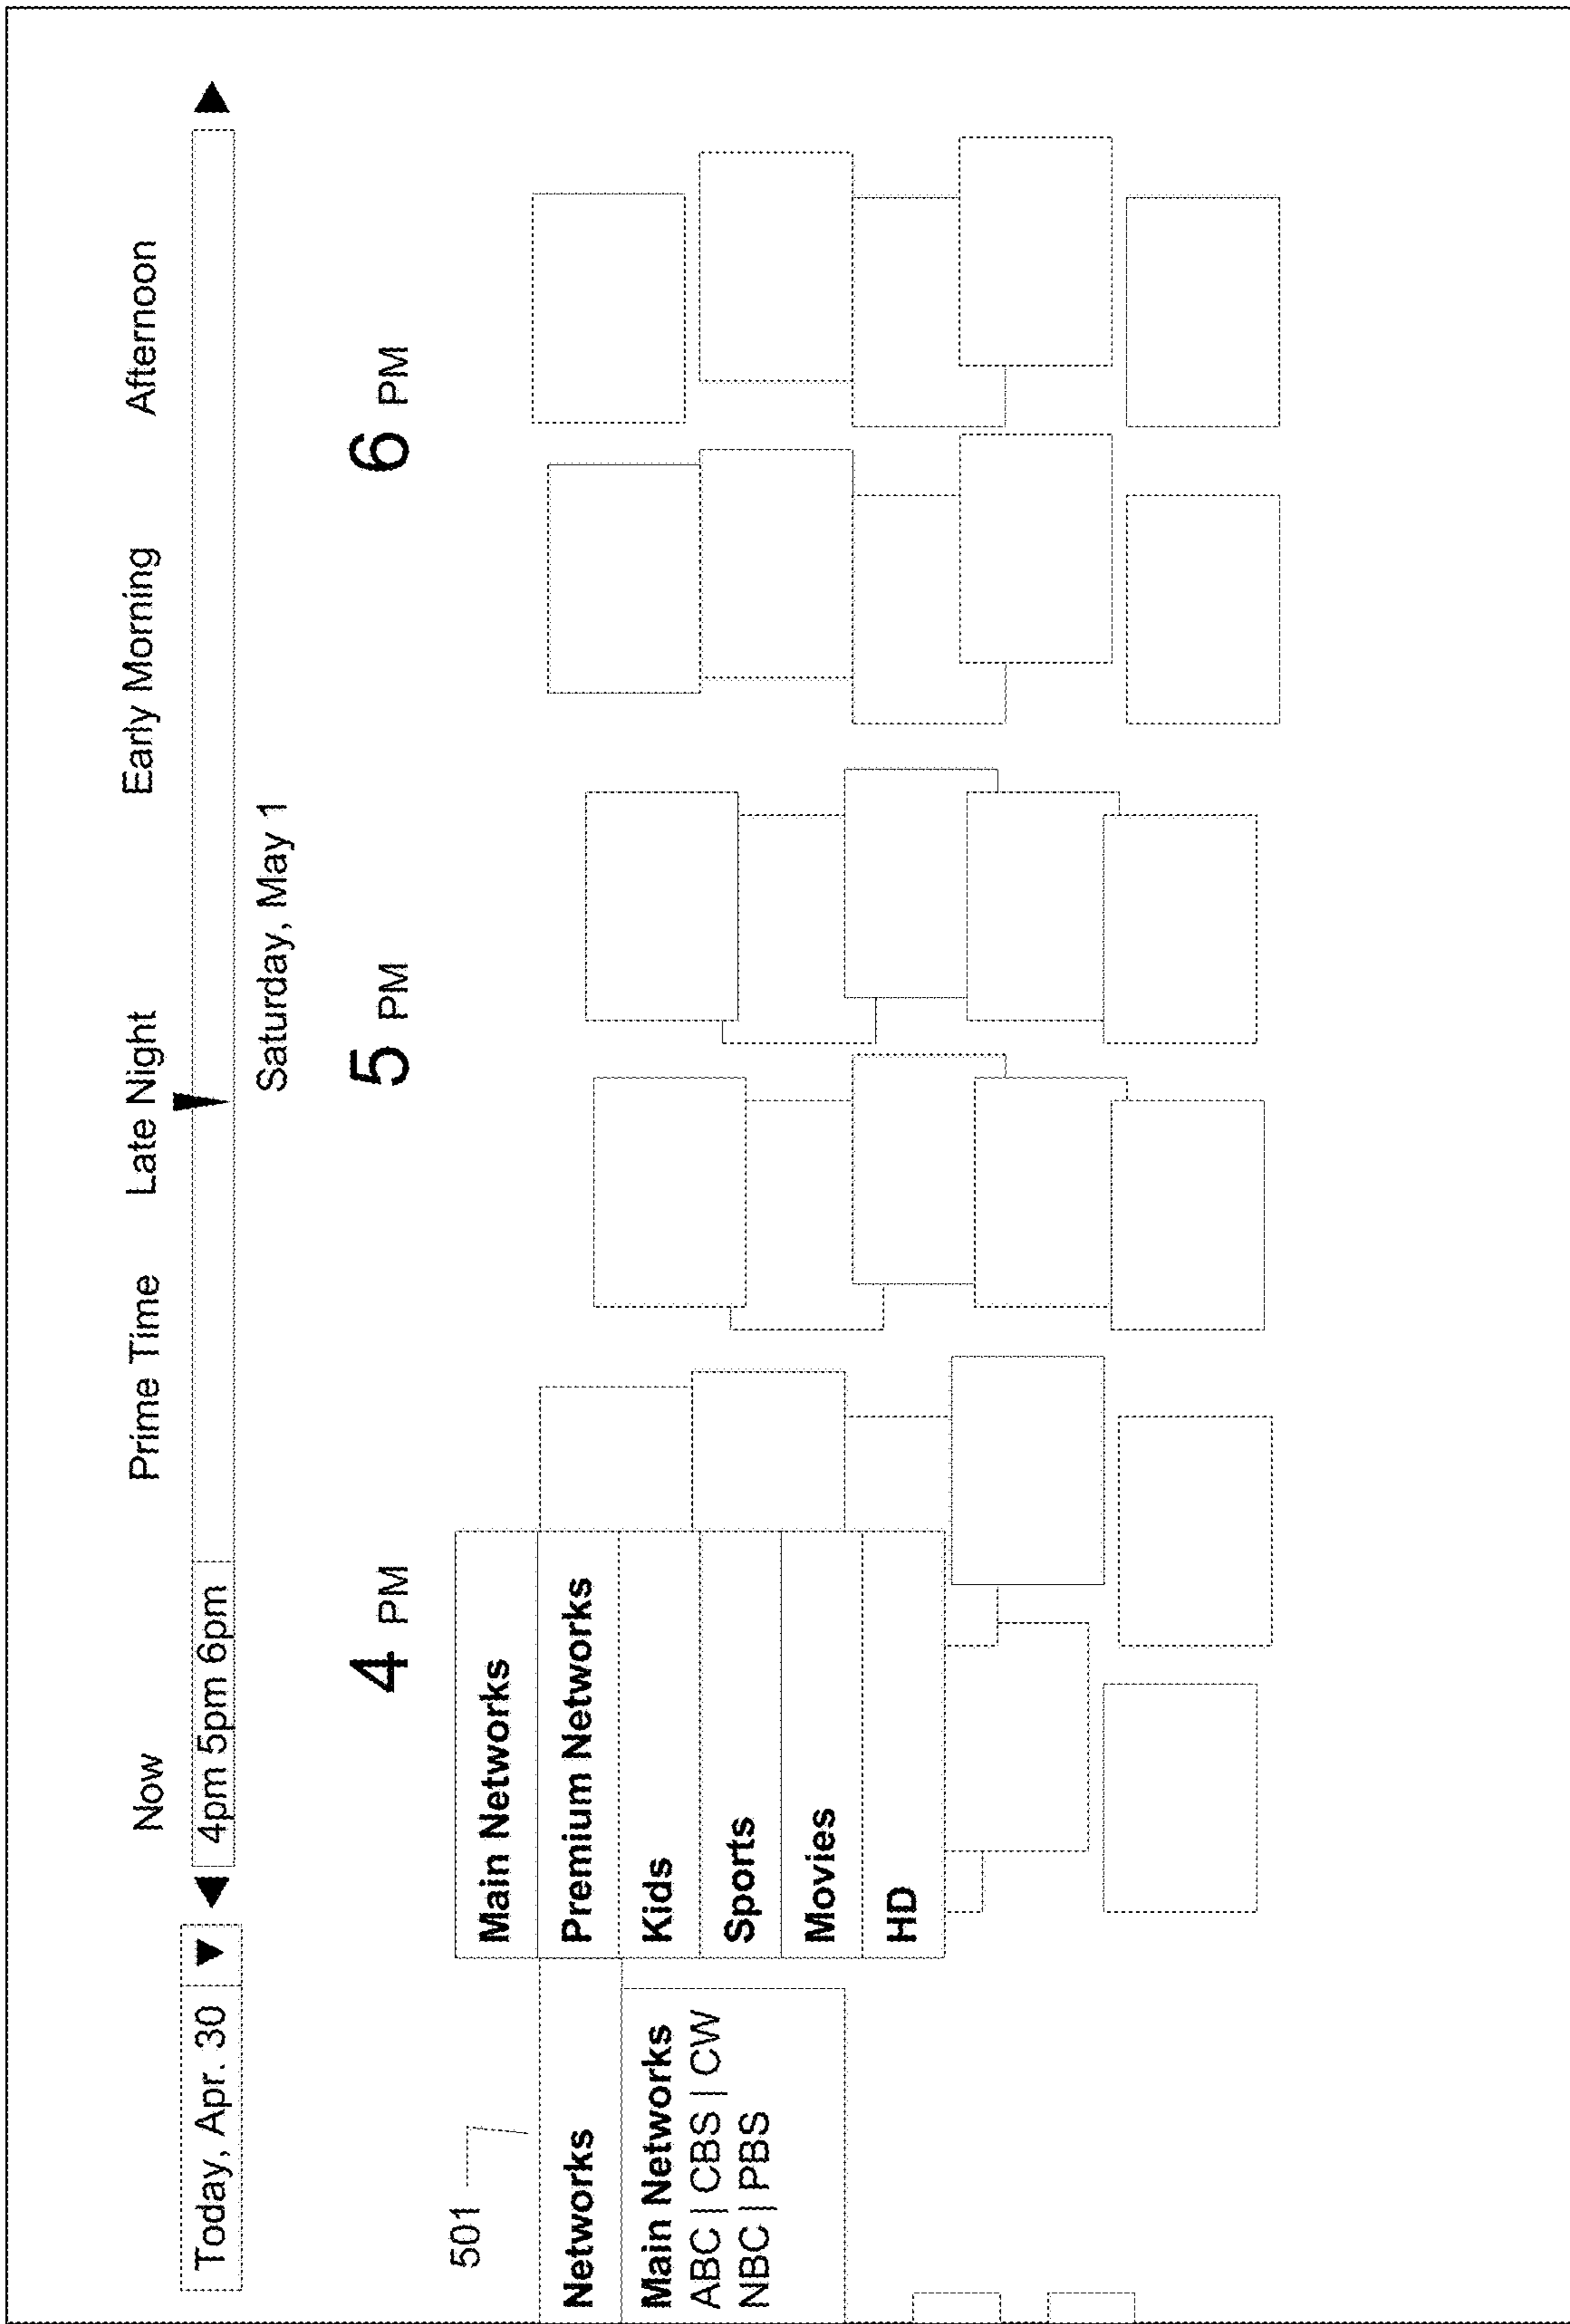 Now Prime Time Late Night Early Morning Afternoon
Today, Apr. 30 4pm 5pm 6pm
Saturday, May 1
4 PM 5 PM 6 PM
501
Networks
Main Networks
ABC | CBS | CW
NBC | PBS
Main Networks
Premium Networks
Kids
Sports
Movies
HD